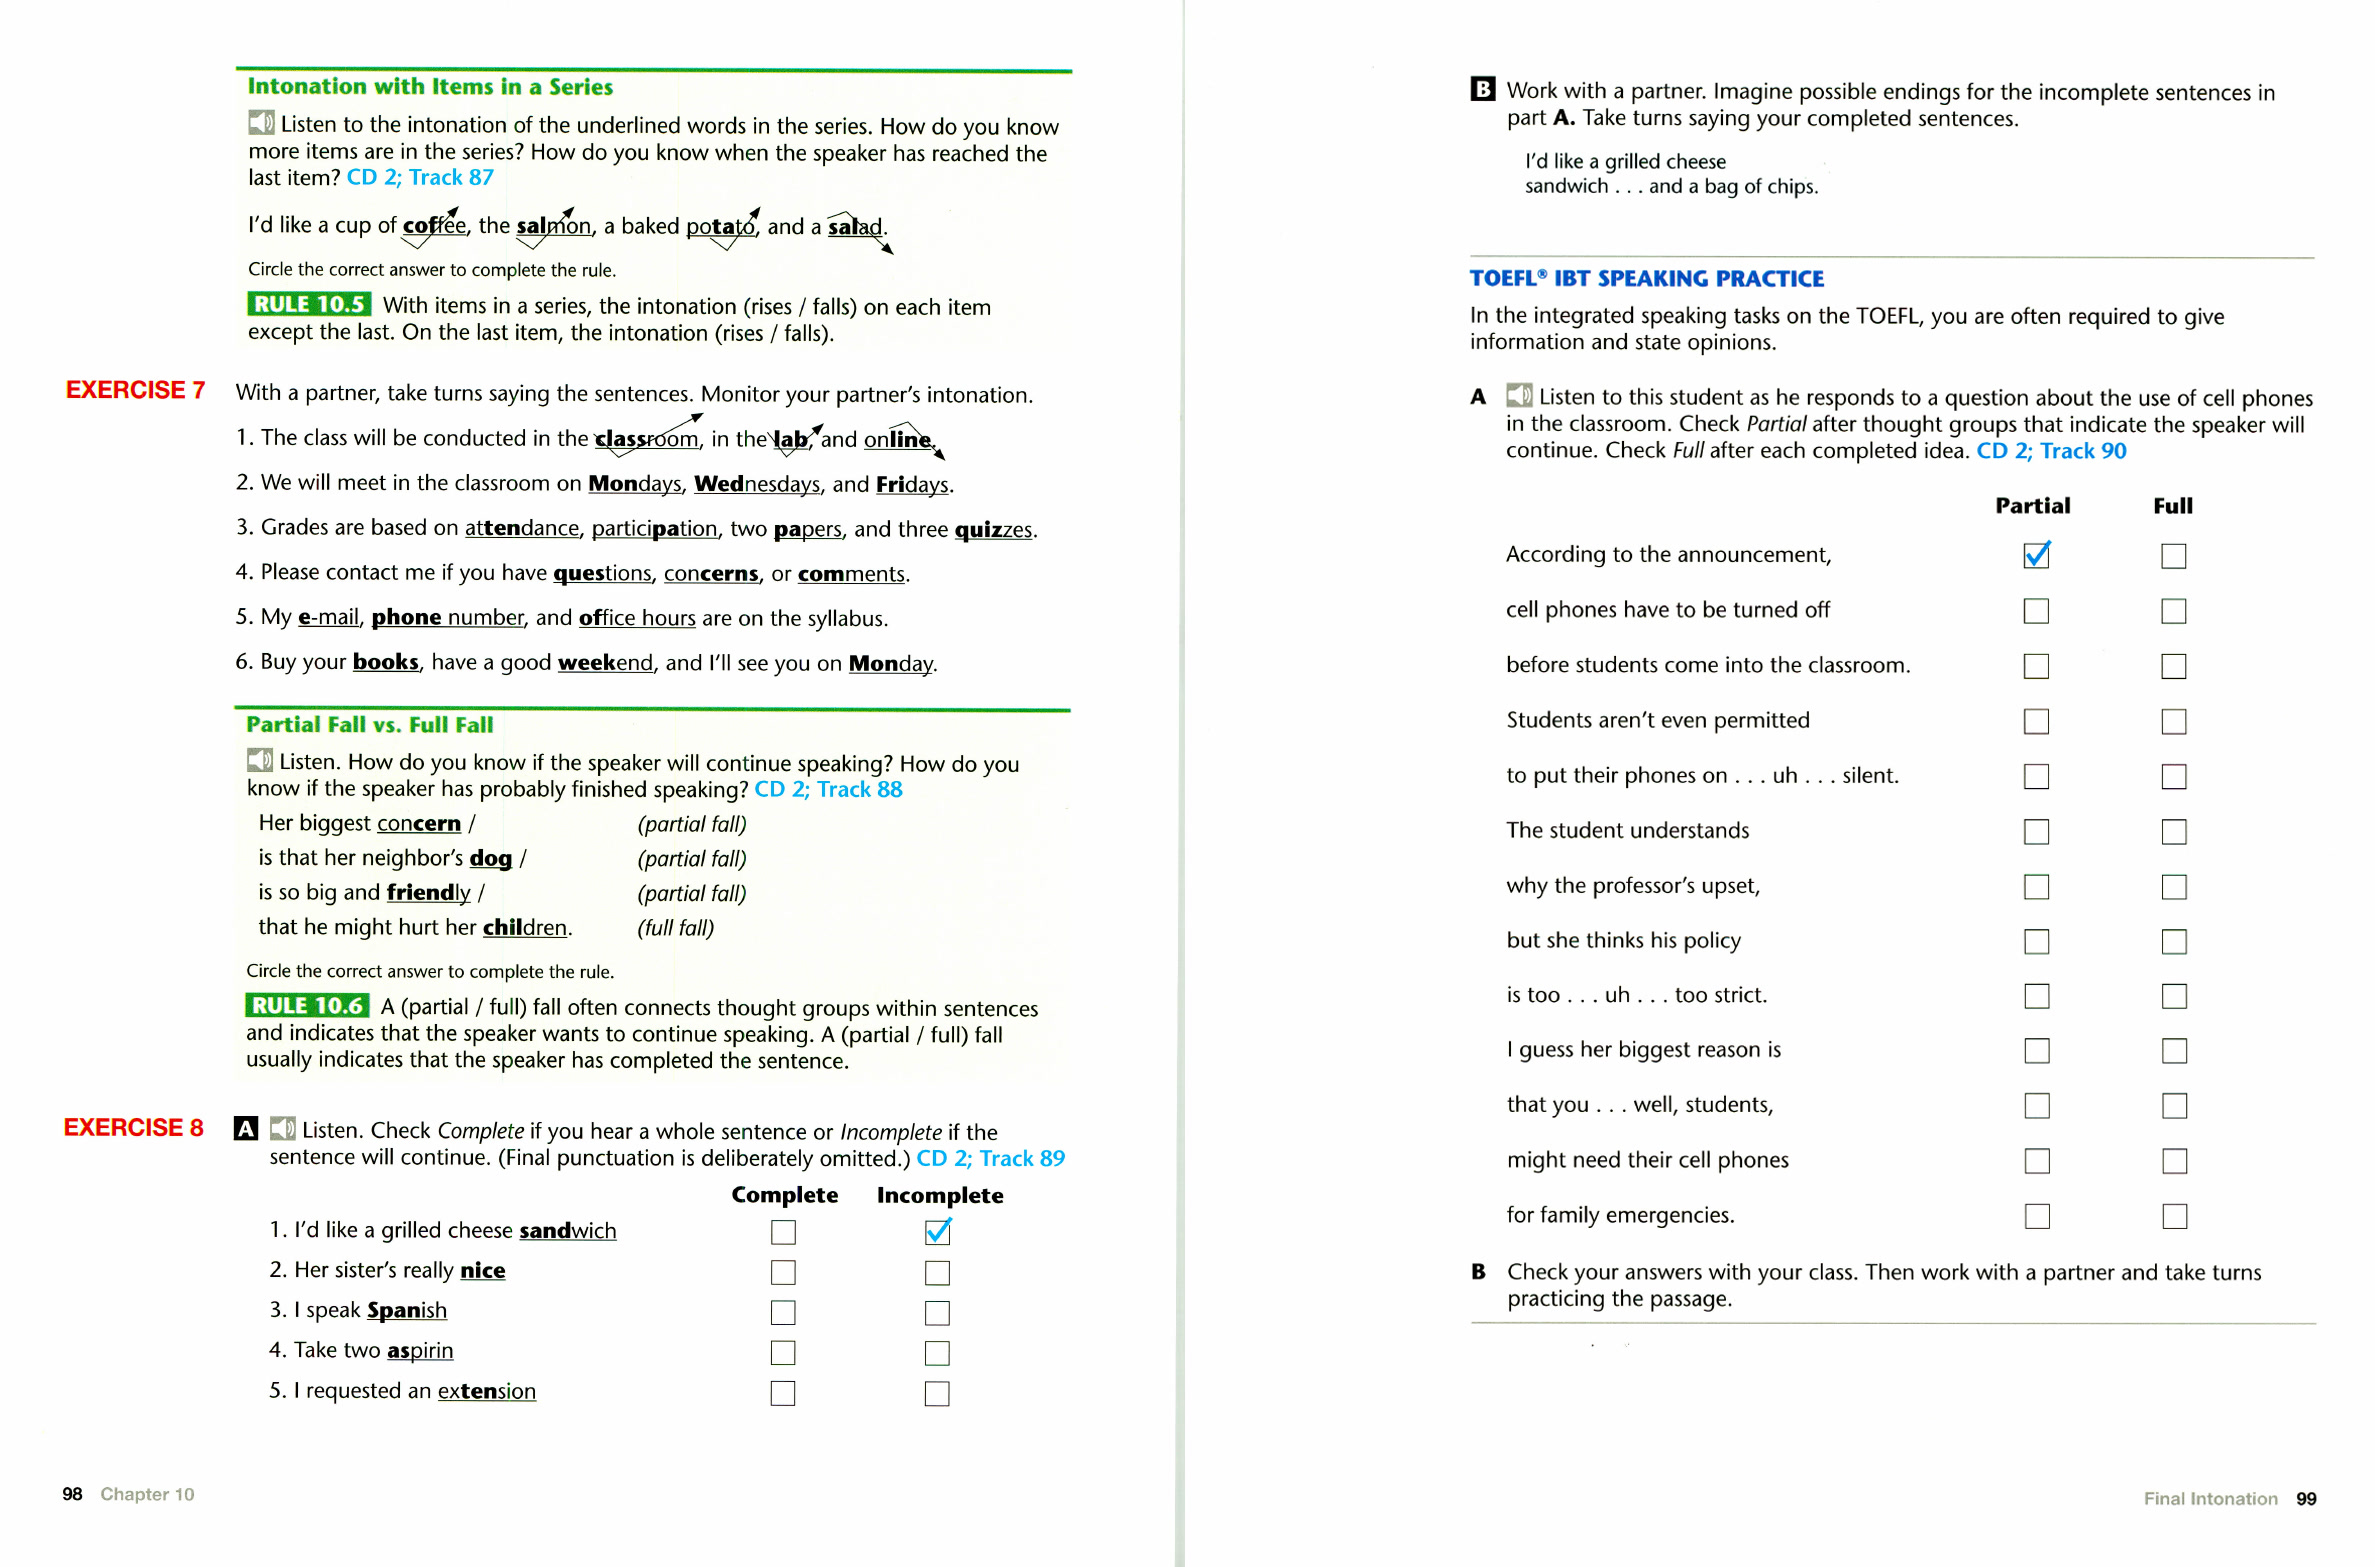 Intonation with Items in a Series
Listen to the intonation of the underlined words in the series. How do you know
more items are in the series? How do you know when the speaker has reached the
last item? CD 2; Track 87
I'd like a cup of coffee, the salmon, a baked potato, and a salad.
Circle the correct answer to complete the rule.
RULE 10.5 With items in a series, the intonation (rises / falls) on each item
except the last. On the last item, the intonation (rises / falls).
EXERCISE 7 With a partner, take turns saying the sentences. Monitor your partner's intonation.
1. The class will be conducted in the classroom, in the lab, and online.
2. We will meet in the classroom on Mondays, Wednesdays, and Fridays.
3. Grades are based on attendance, participation, two papers, and three quizzes.
4. Please contact me if you have questions, concerns, or comments.
5. My e-mail, phone number, and office hours are on the syllabus.
6. Buy your books, have a good weekend, and I'll see you on Monday.
Partial Fall vs. Full Fall
Listen. How do you know if the speaker will continue speaking? How do you
know if the speaker has probably finished speaking? CD 2; Track 88
Her biggest concern / (partial fall)
is that her neighbor's dog / (partial fall)
is so big and friendly / (partial fall)
that he might hurt her children. (full fall)
Circle the correct answer to complete the rule.
RULE 10.6 A (partial / full) fall often connects thought groups within sentences
and indicates that the speaker wants to continue speaking. A (partial / full) fall
usually indicates that the speaker has completed the sentence.
EXERCISE 8 A Listen. Check Complete if you hear a whole sentence or Incomplete if the
sentence will continue. (Final punctuation is deliberately omitted.) CD 2; Track 89
Complete Incomplete
1. I'd like a grilled cheese sandwich
2. Her sister's really nice
3. I speak Spanish
4. Take two aspirin
5. I requested an extension
98 Chapter 10
B Work with a partner. Imagine possible endings for the incomplete sentences in
part A. Take turns saying your completed sentences.
I'd like a grilled cheese
sandwich . . . and a bag of chips.
TOEFL® IBT SPEAKING PRACTICE
In the integrated speaking tasks on the TOEFL, you are often required to give
information and state opinions.
A Listen to this student as he responds to a question about the use of cell phones
in the classroom. Check Partial after thought groups that indicate the speaker will
continue. Check Full after each completed idea. CD 2; Track 90
Partial Full
According to the announcement,
cell phones have to be turned off
before students come into the classroom.
Students aren't even permitted
to put their phones on . . . uh . . . silent.
The student understands
why the professor's upset,
but she thinks his policy
is too . . . uh . . . too strict.
I guess her biggest reason is
that you . . . well, students,
might need their cell phones
for family emergencies.
B Check your answers with your class. Then work with a partner and take turns
practicing the passage.
Final Intonation 99